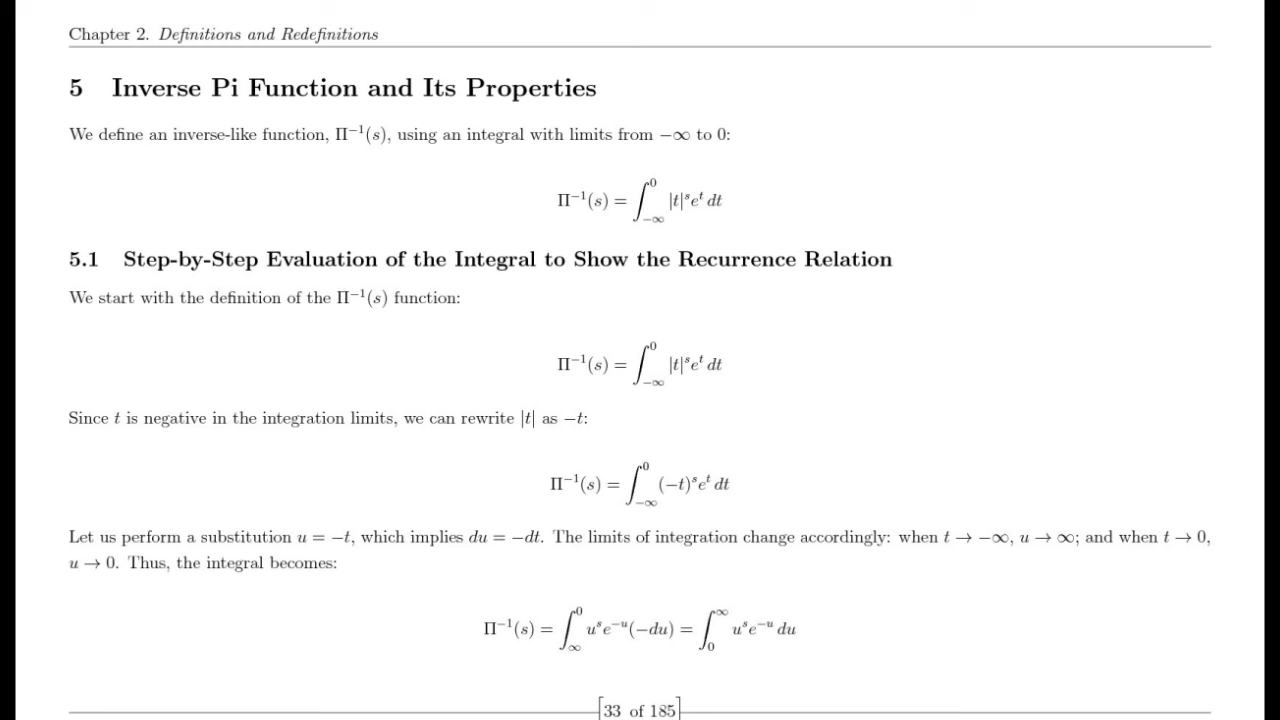 Chapter 2. Definitions and Redefinitions
5 Inverse Pi Function and Its Properties
We define an inverse-like function, Π⁻¹(s), using an integral with limits from −∞ to 0:
Π⁻¹(s) = ∫_{−∞}^{0} |t|ˢeᵗ dt
5.1 Step-by-Step Evaluation of the Integral to Show the Recurrence Relation
We start with the definition of the Π⁻¹(s) function:
Π⁻¹(s) = ∫_{−∞}^{0} |t|ˢeᵗ dt
Since t is negative in the integration limits, we can rewrite |t| as −t:
Π⁻¹(s) = ∫_{−∞}^{0} (−t)ˢeᵗ dt
Let us perform a substitution u = −t, which implies du = −dt. The limits of integration change accordingly: when t → −∞, u → ∞; and when t → 0,
u → 0. Thus, the integral becomes:
Π⁻¹(s) = ∫_{∞}^{0} uˢe⁻ᵘ(−du) = ∫_{0}^{∞} uˢe⁻ᵘ du
[33 of 185]